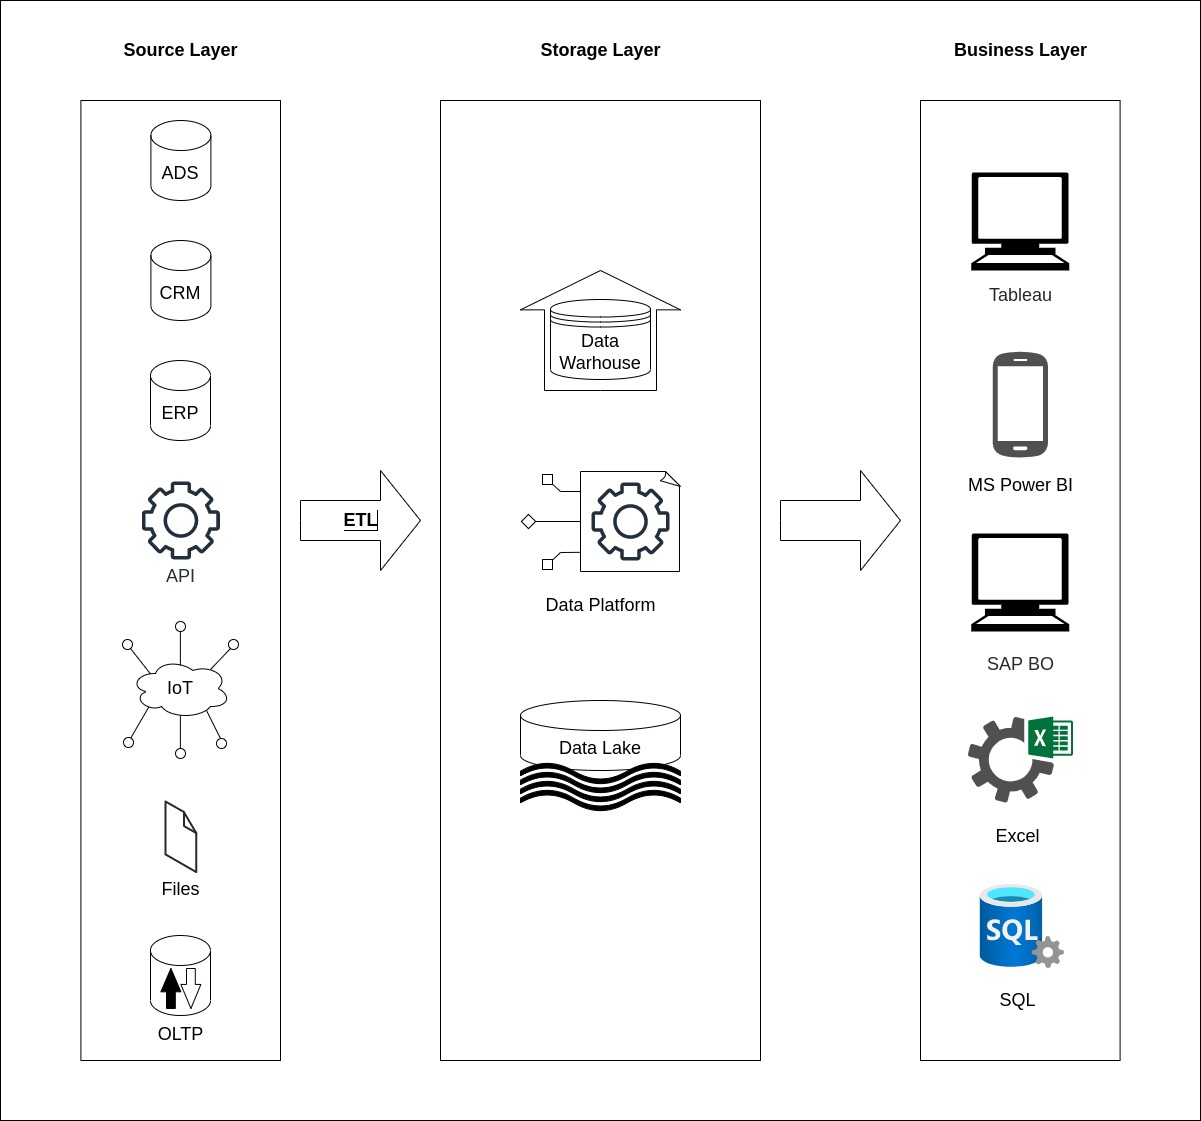 Source Layer
Storage Layer
Business Layer
ADS
CRM
ERP
API
IoT
Files
OLTP
ETL
Data
Warhouse
Data Platform
Data Lake
Tableau
MS Power BI
SAP BO
X
Excel
SQL
SQL